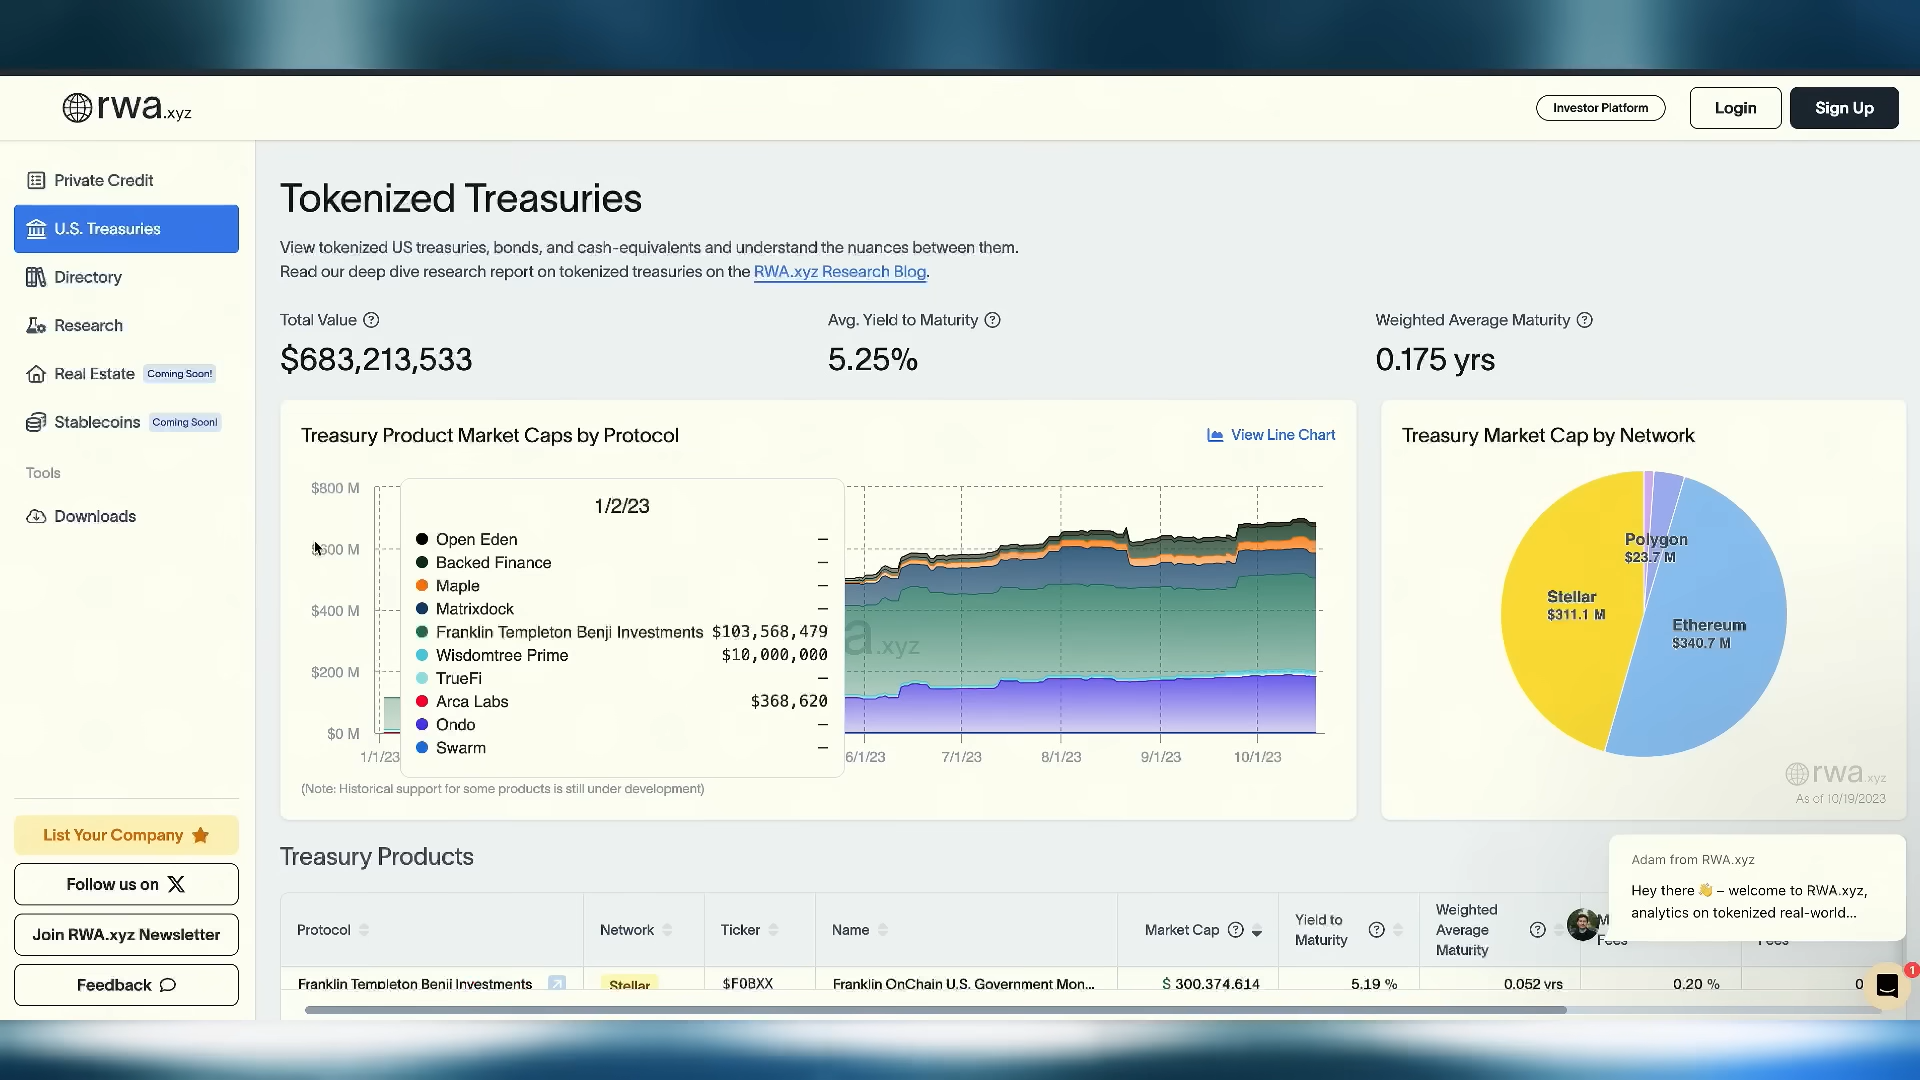 rwa.xyz
Investor Platform
Login
Sign Up
Private Credit
U.S. Treasuries
Directory
Research
Real Estate Coming Soon!
Stablecoins Coming Soon!
Tools
Downloads
List Your Company
Follow us on X
Join RWA.xyz Newsletter
Feedback
Tokenized Treasuries
View tokenized US treasuries, bonds, and cash-equivalents and understand the nuances between them.
Read our deep dive research report on tokenized treasuries on the RWA.xyz Research Blog.
Total Value ?
$683,213,533
Avg. Yield to Maturity ?
5.25%
Weighted Average Maturity ?
0.175 yrs
Treasury Product Market Caps by Protocol
View Line Chart
$800 M
$600 M
$400 M
$200 M
$0 M
1/2/23
Open Eden –
Backed Finance –
Maple –
Matrixdock –
Franklin Templeton Benji Investments $103,568,479
Wisdomtree Prime $10,000,000
TrueFi –
Arca Labs $368,620
Ondo –
Swarm –
a.xyz
1/1/23
6/1/23
7/1/23
8/1/23
9/1/23
10/1/23
(Note: Historical support for some products is still under development)
Treasury Market Cap by Network
Polygon
$23.7 M
Stellar
$311.1 M
Ethereum
$340.7 M
rwa.xyz
As of 10/19/2023
Treasury Products
Protocol
Network
Ticker
Name
Market Cap ?
Yield to
Maturity ?
Weighted
Average
Maturity ?
Franklin Templeton Benji Investments
Stellar
$FOBXX
Franklin OnChain U.S. Government Mon...
$ 300,374,614
5.19 %
0.052 yrs
0.20 %
0
Adam from RWA.xyz
Hey there 👋 – welcome to RWA.xyz,
analytics on tokenized real-world...
1